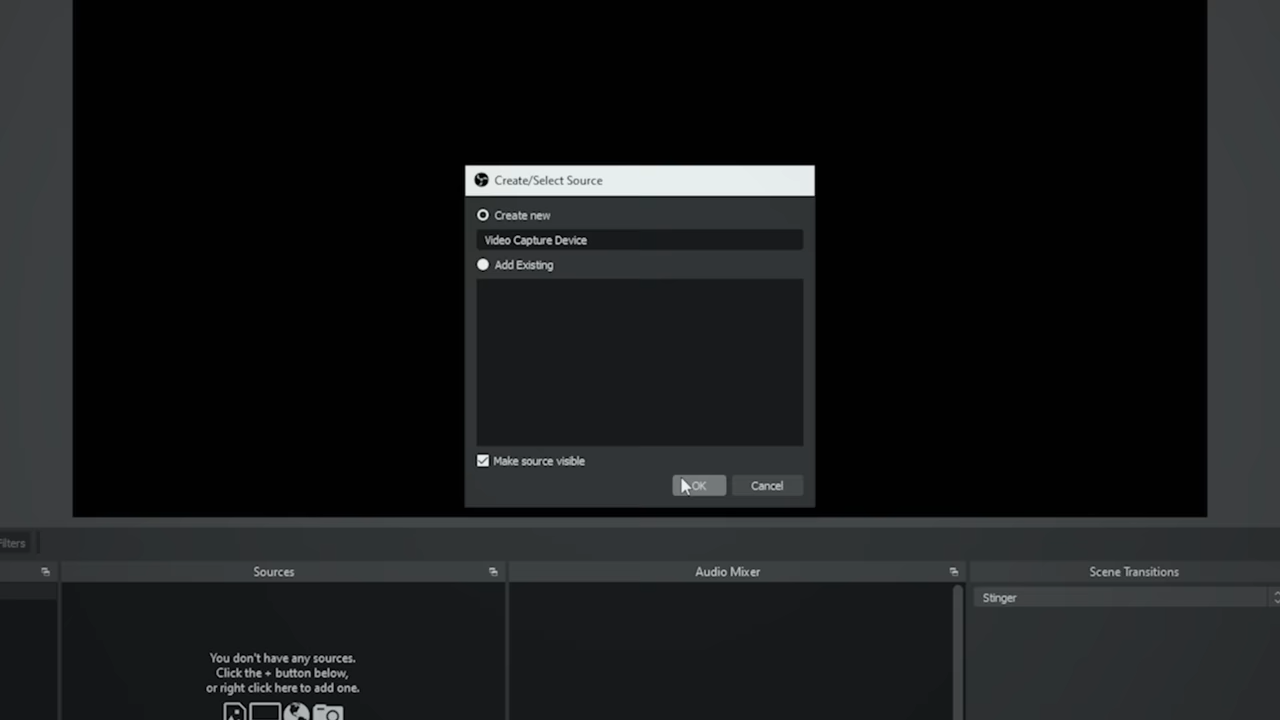 Create/Select Source
Create new
Video Capture Device
Add Existing
Make source visible
OK
Cancel
Filters
Sources
Audio Mixer
Scene Transitions
Stinger
You don't have any sources.
Click the + button below,
or right click here to add one.